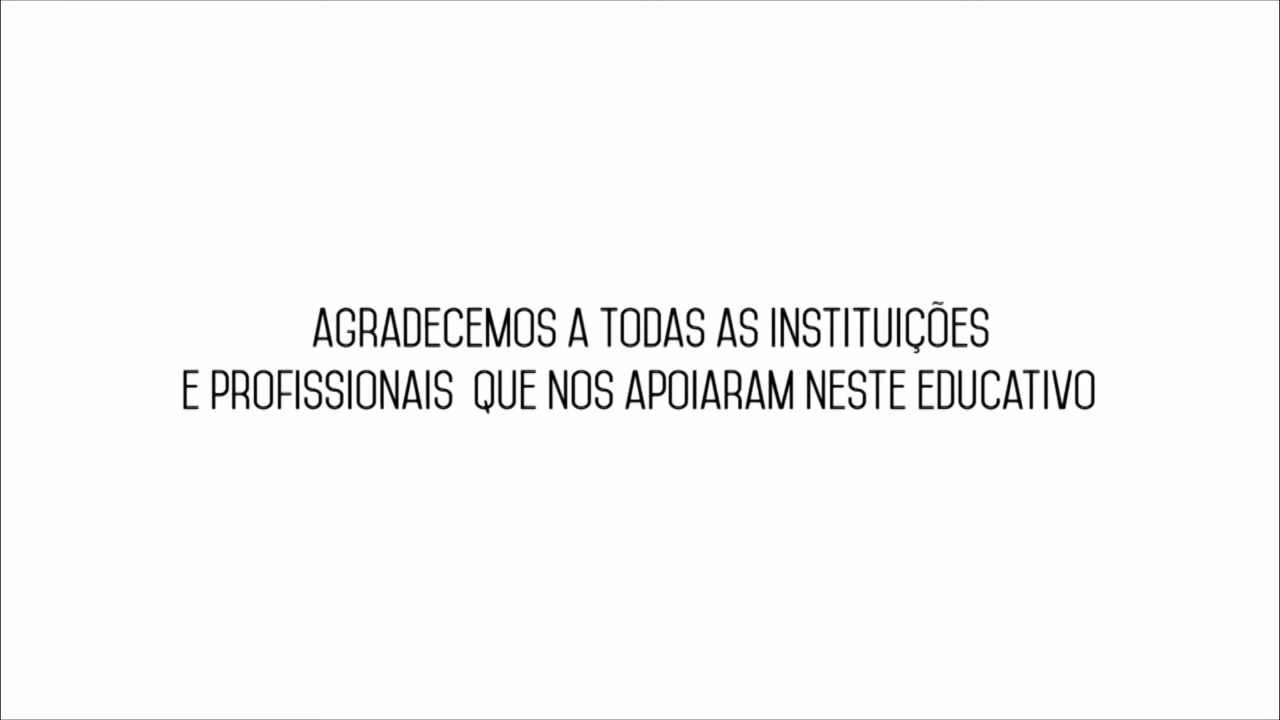 AGRADECEMOS A TODAS AS INSTITUIÇÕES
E PROFISSIONAIS QUE NOS APOIARAM NESTE EDUCATIVO